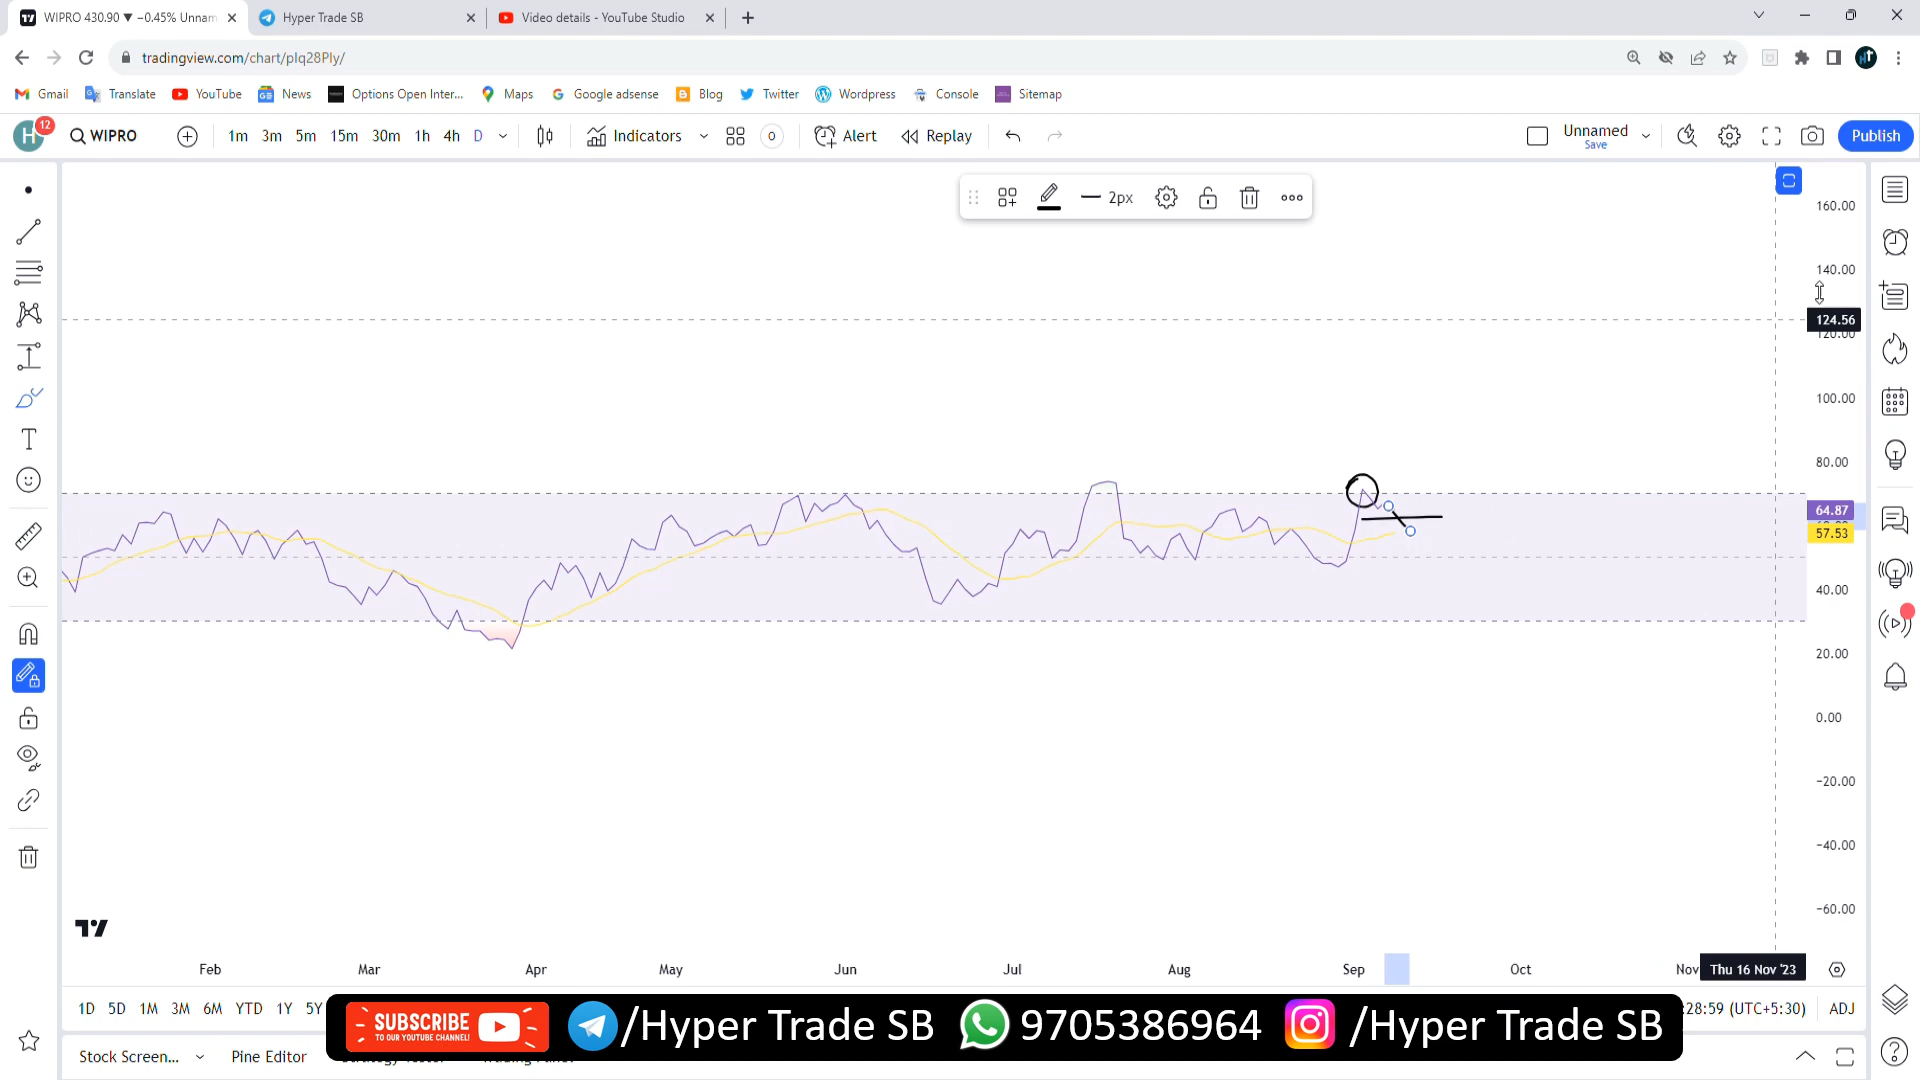 WIPRO 430.90 ▼ −0.45% Unnam
Hyper Trade SB
Video details - YouTube Studio
tradingview.com/chart/pIq28PIy/
Gmail Translate YouTube News Options Open Inter... Maps Google adsense Blog Twitter Wordpress Console Sitemap
H 12 WIPRO 1m 3m 5m 15m 30m 1h 4h D Indicators 0 Alert Replay Unnamed Publish
Save
2px
160.00
140.00
124.56
120.00
100.00
80.00
64.87
57.53
40.00
20.00
0.00
−20.00
−40.00
−60.00
Feb Mar Apr May Jun Jul Aug Sep Oct Nov Thu 16 Nov '23
1D 5D 1M 3M 6M YTD 1Y 5Y
:28:59 (UTC+5:30) ADJ
SUBSCRIBE
TO OUR YOUTUBE CHANNEL!
/Hyper Trade SB 9705386964 /Hyper Trade SB
Stock Screen... Pine Editor